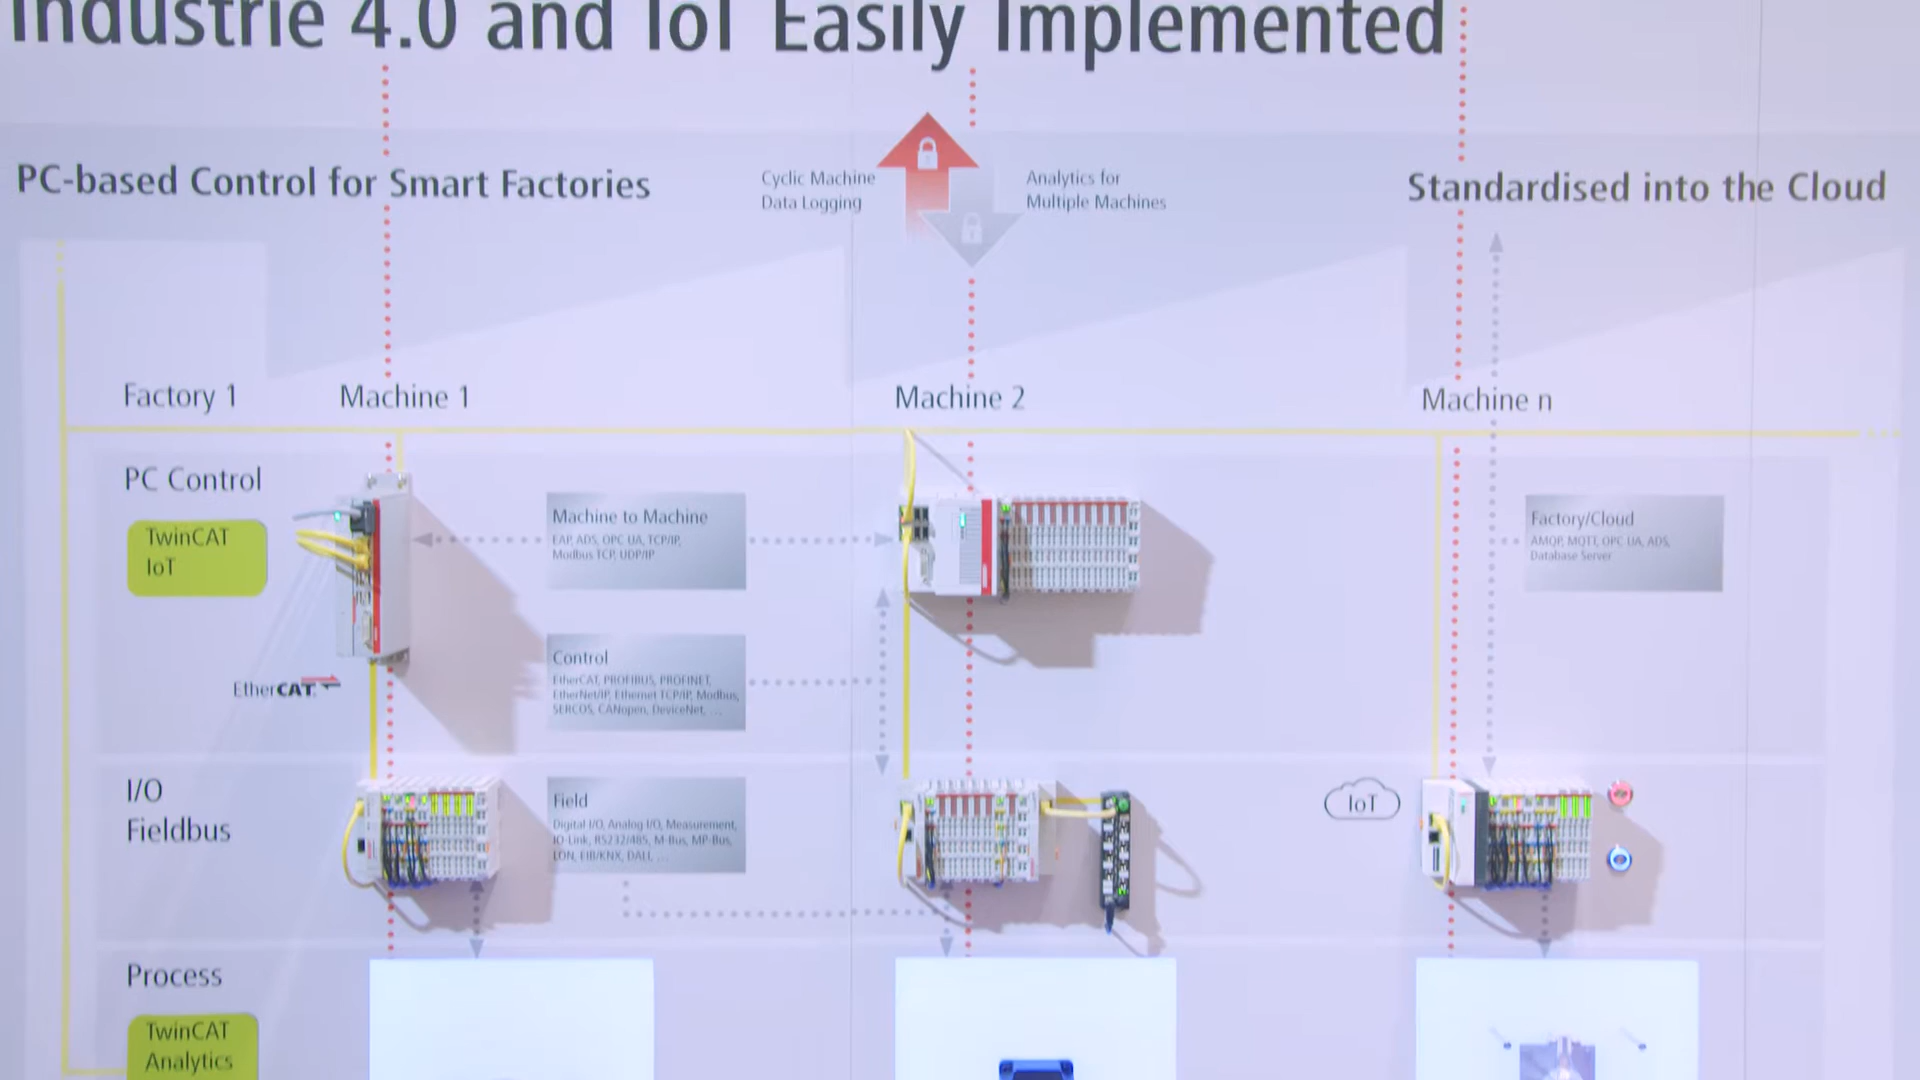 Industrie 4.0 and IoT Easily Implemented
PC-based Control for Smart Factories
Cyclic Machine
Data Logging
Analytics for
Multiple Machines
Standardised into the Cloud
Factory 1
Machine 1
Machine 2
Machine n
PC Control
TwinCAT
IoT
Machine to Machine
EAP, ADS, OPC UA, TCP/IP,
Modbus TCP, UDP/IP
Factory/Cloud
AMQP, MQTT, OPC UA, ADS,
Database Server
Control
EtherCAT, PROFIBUS, PROFINET,
EtherNet/IP, Ethernet TCP/IP, Modbus,
SERCOS, CANopen, DeviceNet, ...
EtherCAT
I/O
Fieldbus
Field
Digital I/O, Analog I/O, Measurement,
IO-Link, RS232/485, M-Bus, MP-Bus,
LON, EIB/KNX, DALI, ...
IoT
Process
TwinCAT
Analytics